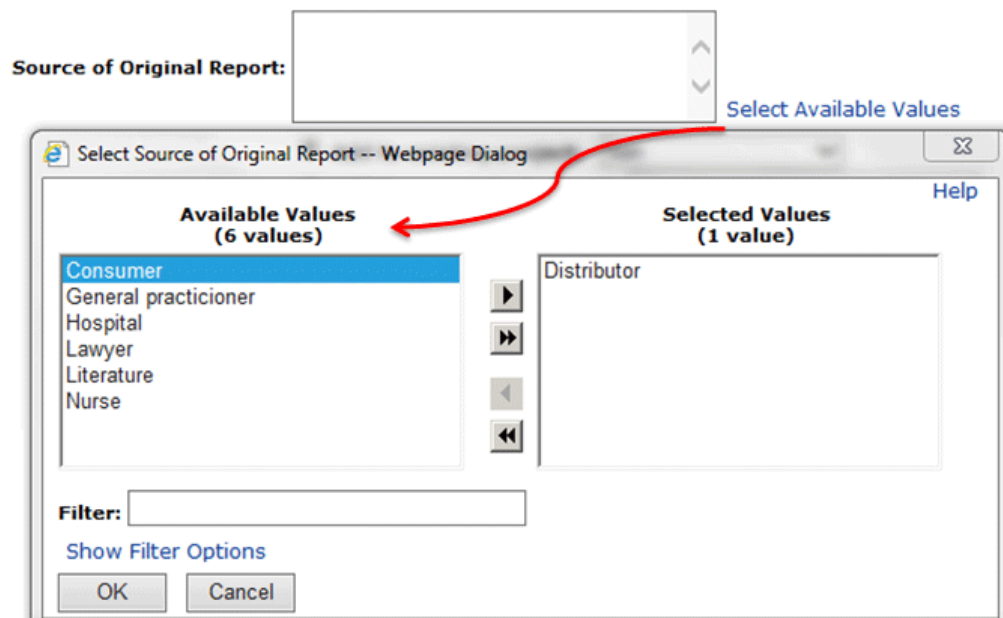 Source of Original Report:
Select Available Values
Select Source of Original Report -- Webpage Dialog
Help
Available Values
(6 values)
Selected Values
(1 value)
Consumer
General practicioner
Hospital
Lawyer
Literature
Nurse
Distributor
Filter:
Show Filter Options
OK
Cancel